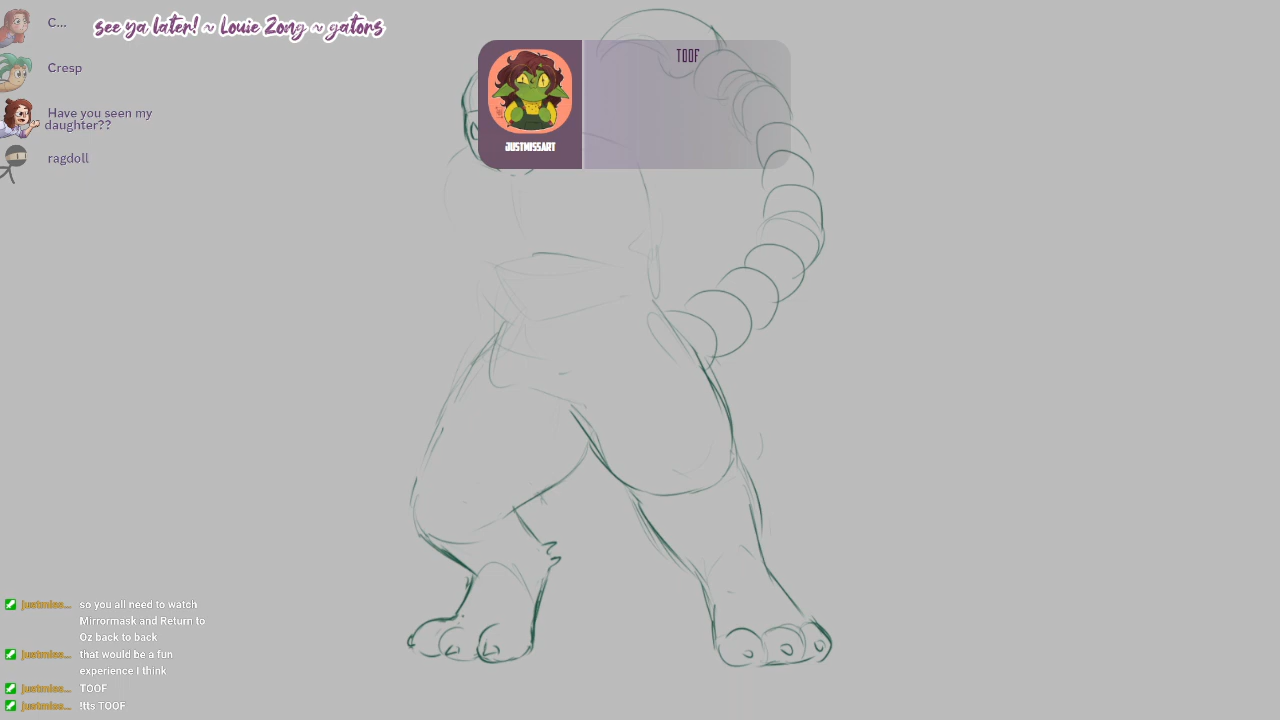 C...
see ya later! ~ Louie Zong ~ gators
TOOF
Cresp
Have you seen my
daughter??
JUSTMISSART
ragdoll
justmiss... so you all need to watch
Mirrormask and Return to
Oz back to back
justmiss... that would be a fun
experience I think
justmiss... TOOF
justmiss... !tts TOOF